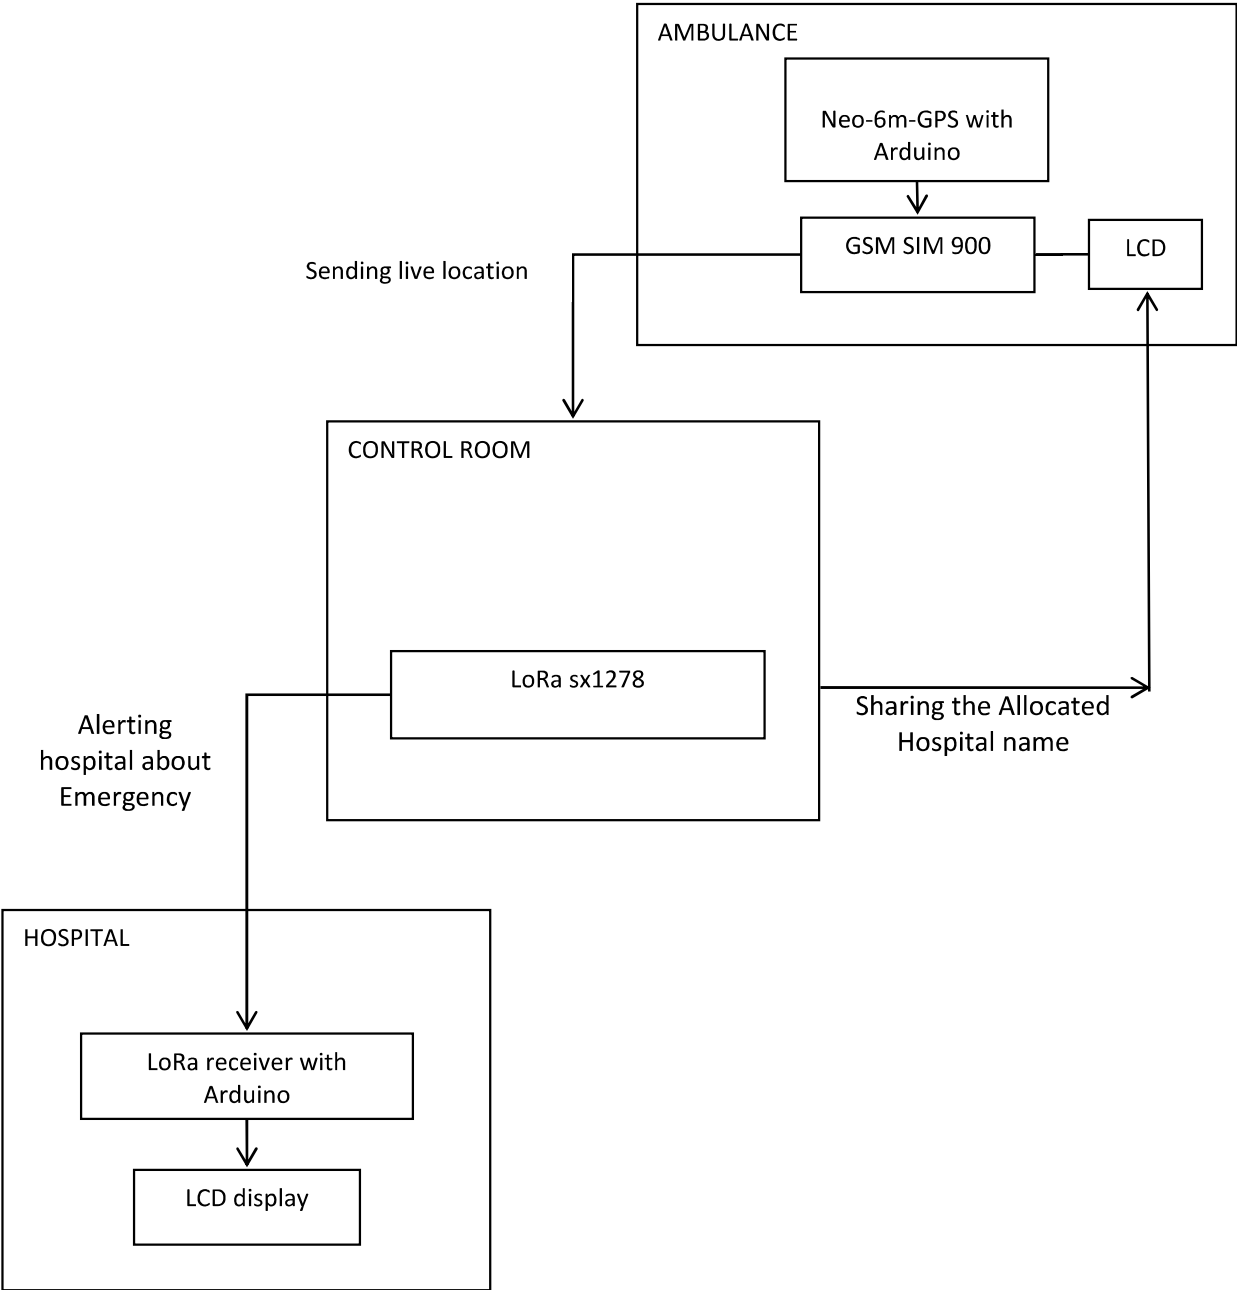 AMBULANCE
Neo-6m-GPS with
Arduino
GSM SIM 900
LCD
Sending live location
CONTROL ROOM
LoRa sx1278
Sharing the Allocated
Hospital name
Alerting
hospital about
Emergency
HOSPITAL
LoRa receiver with
Arduino
LCD display